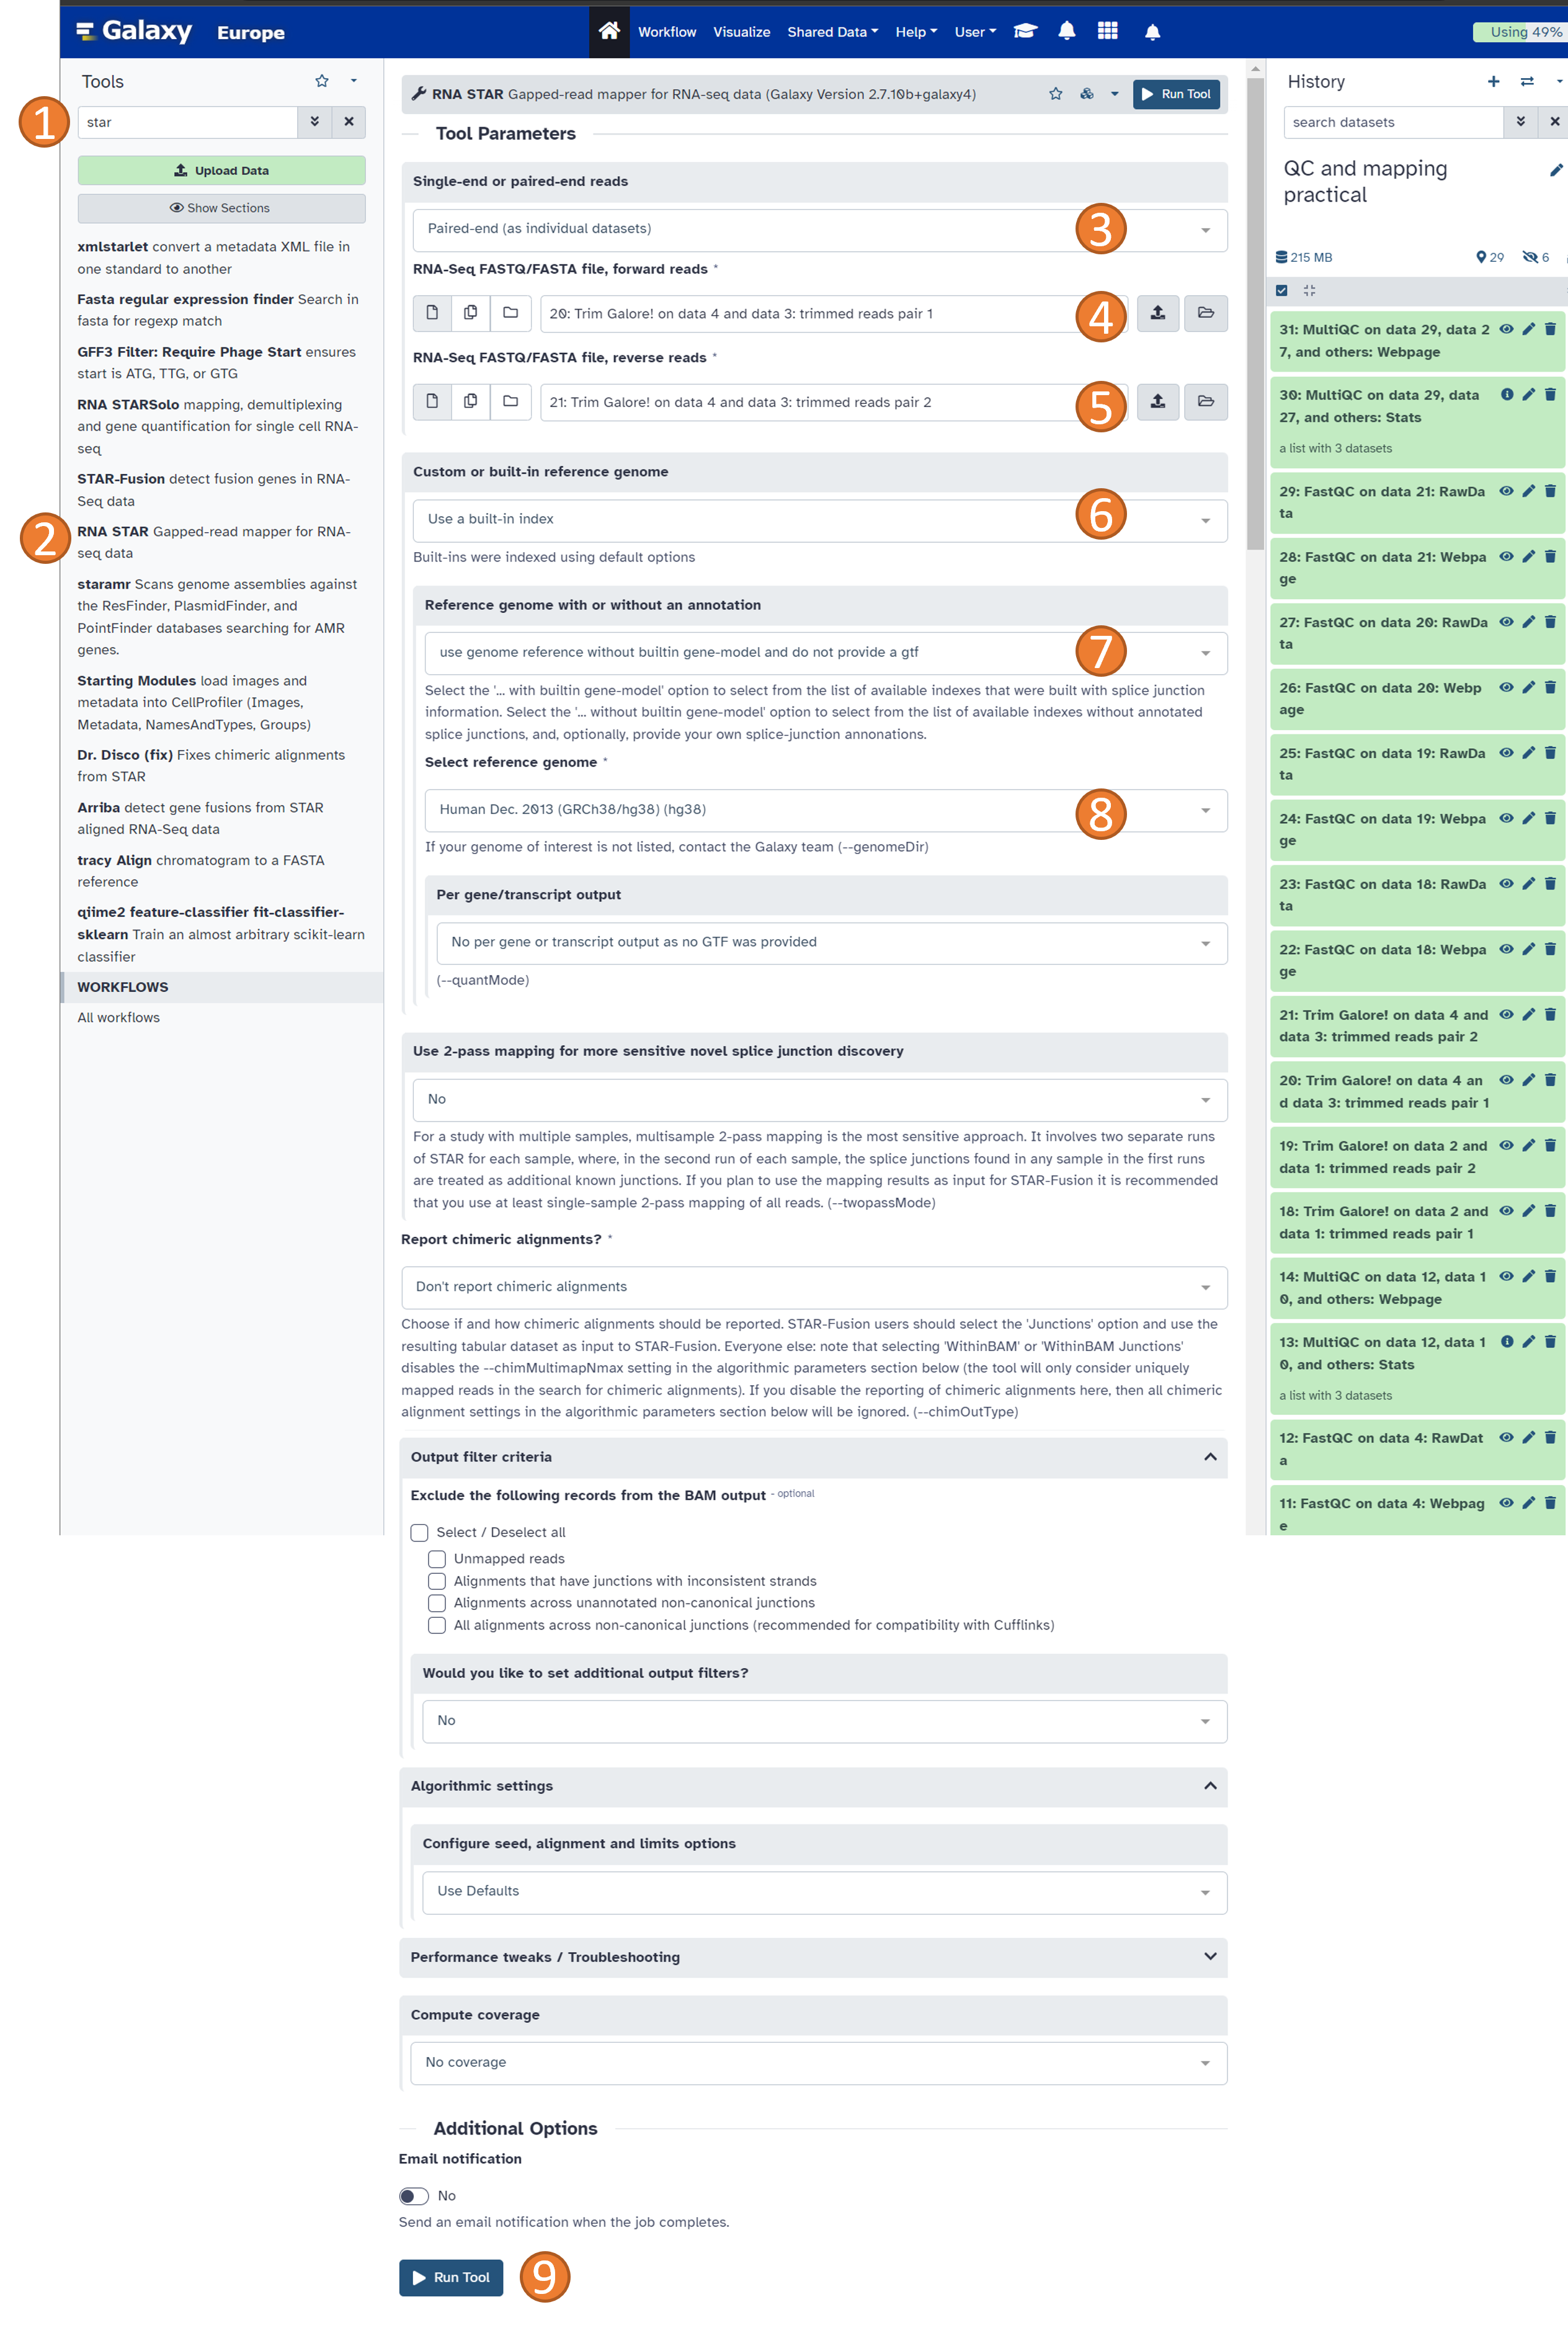 Galaxy Europe
Workflow Visualize Shared Data Help User
Using 49%
Tools
1
star
Upload Data
Show Sections
xmlstarlet convert a metadata XML file in
one standard to another
Fasta regular expression finder Search in
fasta for regexp match
GFF3 Filter: Require Phage Start ensures
start is ATG, TTG, or GTG
RNA STARSolo mapping, demultiplexing
and gene quantification for single cell RNA-
seq
STAR-Fusion detect fusion genes in RNA-
Seq data
2
RNA STAR Gapped-read mapper for RNA-
seq data
staramr Scans genome assemblies against
the ResFinder, PlasmidFinder, and
PointFinder databases searching for AMR
genes.
Starting Modules load images and
metadata into CellProfiler (Images,
Metadata, NamesAndTypes, Groups)
Dr. Disco (fix) Fixes chimeric alignments
from STAR
Arriba detect gene fusions from STAR
aligned RNA-Seq data
tracy Align chromatogram to a FASTA
reference
qiime2 feature-classifier fit-classifier-
sklearn Train an almost arbitrary scikit-learn
classifier
WORKFLOWS
All workflows
RNA STAR Gapped-read mapper for RNA-seq data (Galaxy Version 2.7.10b+galaxy4)
Run Tool
Tool Parameters
Single-end or paired-end reads
Paired-end (as individual datasets)
3
RNA-Seq FASTQ/FASTA file, forward reads *
20: Trim Galore! on data 4 and data 3: trimmed reads pair 1
4
RNA-Seq FASTQ/FASTA file, reverse reads *
21: Trim Galore! on data 4 and data 3: trimmed reads pair 2
5
Custom or built-in reference genome
Use a built-in index
6
Built-ins were indexed using default options
Reference genome with or without an annotation
use genome reference without builtin gene-model and do not provide a gtf
7
Select the '... with builtin gene-model' option to select from the list of available indexes that were built with splice junction
information. Select the '... without builtin gene-model' option to select from the list of available indexes without annotated
splice junctions, and, optionally, provide your own splice-junction annonations.
Select reference genome *
Human Dec. 2013 (GRCh38/hg38) (hg38)
8
If your genome of interest is not listed, contact the Galaxy team (--genomeDir)
Per gene/transcript output
No per gene or transcript output as no GTF was provided
(--quantMode)
Use 2-pass mapping for more sensitive novel splice junction discovery
No
For a study with multiple samples, multisample 2-pass mapping is the most sensitive approach. It involves two separate runs
of STAR for each sample, where, in the second run of each sample, the splice junctions found in any sample in the first runs
are treated as additional known junctions. If you plan to use the mapping results as input for STAR-Fusion it is recommended
that you use at least single-sample 2-pass mapping of all reads. (--twopassMode)
Report chimeric alignments? *
Don't report chimeric alignments
Choose if and how chimeric alignments should be reported. STAR-Fusion users should select the 'Junctions' option and use the
resulting tabular dataset as input to STAR-Fusion. Everyone else: note that selecting 'WithinBAM' or 'WithinBAM Junctions'
disables the --chimMultimapNmax setting in the algorithmic parameters section below (the tool will only consider uniquely
mapped reads in the search for chimeric alignments). If you disable the reporting of chimeric alignments here, then all chimeric
alignment settings in the algorithmic parameters section below will be ignored. (--chimOutType)
Output filter criteria
Exclude the following records from the BAM output - optional
Select / Deselect all
Unmapped reads
Alignments that have junctions with inconsistent strands
Alignments across unannotated non-canonical junctions
All alignments across non-canonical junctions (recommended for compatibility with Cufflinks)
Would you like to set additional output filters?
No
Algorithmic settings
Configure seed, alignment and limits options
Use Defaults
Performance tweaks / Troubleshooting
Compute coverage
No coverage
Additional Options
Email notification
No
Send an email notification when the job completes.
Run Tool
9
History
search datasets
QC and mapping
practical
215 MB 29 6
31: MultiQC on data 29, data 2
7, and others: Webpage
30: MultiQC on data 29, data
27, and others: Stats
a list with 3 datasets
29: FastQC on data 21: RawDa
ta
28: FastQC on data 21: Webpa
ge
27: FastQC on data 20: RawDa
ta
26: FastQC on data 20: Webp
age
25: FastQC on data 19: RawDa
ta
24: FastQC on data 19: Webpa
ge
23: FastQC on data 18: RawDa
ta
22: FastQC on data 18: Webpa
ge
21: Trim Galore! on data 4 and
data 3: trimmed reads pair 2
20: Trim Galore! on data 4 an
d data 3: trimmed reads pair 1
19: Trim Galore! on data 2 and
data 1: trimmed reads pair 2
18: Trim Galore! on data 2 and
data 1: trimmed reads pair 1
14: MultiQC on data 12, data 1
0, and others: Webpage
13: MultiQC on data 12, data 1
0, and others: Stats
a list with 3 datasets
12: FastQC on data 4: RawDat
a
11: FastQC on data 4: Webpag
e